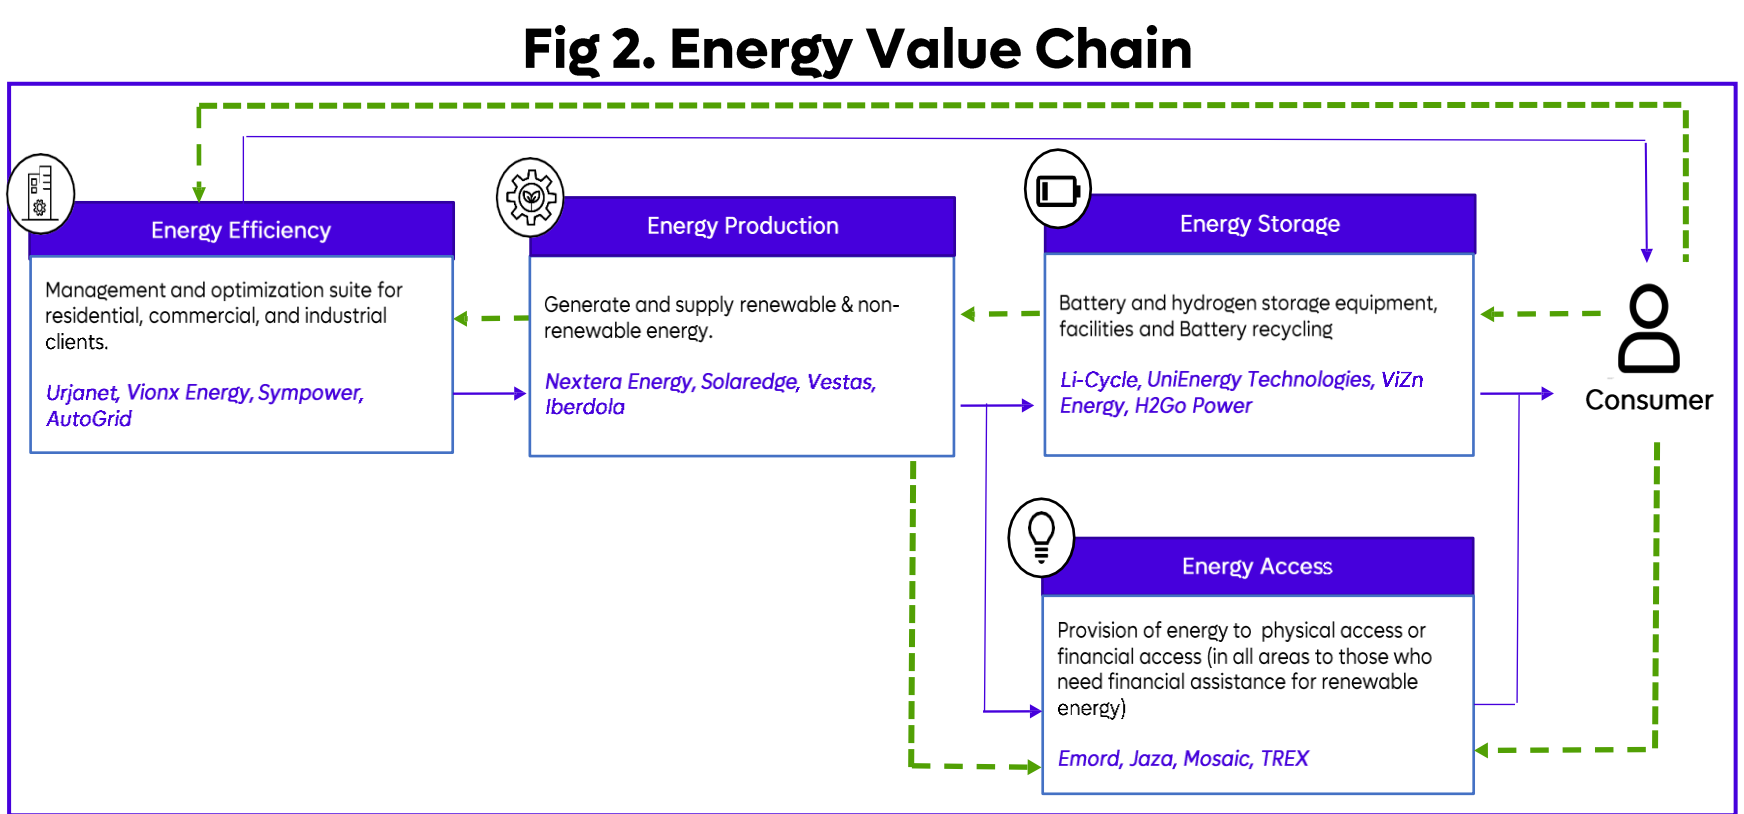 Fig 2. Energy Value Chain
Energy Efficiency
Management and optimization suite for
residential, commercial, and industrial
clients.
Urjanet, Vionx Energy, Sympower,
AutoGrid
Energy Production
Generate and supply renewable & non-
renewable energy.
Nextera Energy, Solaredge, Vestas,
Iberdola
Energy Storage
Battery and hydrogen storage equipment,
facilities and Battery recycling
Li-Cycle, UniEnergy Technologies, ViZn
Energy, H2Go Power
Consumer
Energy Access
Provision of energy to physical access or
financial access (in all areas to those who
need financial assistance for renewable
energy)
Emord, Jaza, Mosaic, TREX